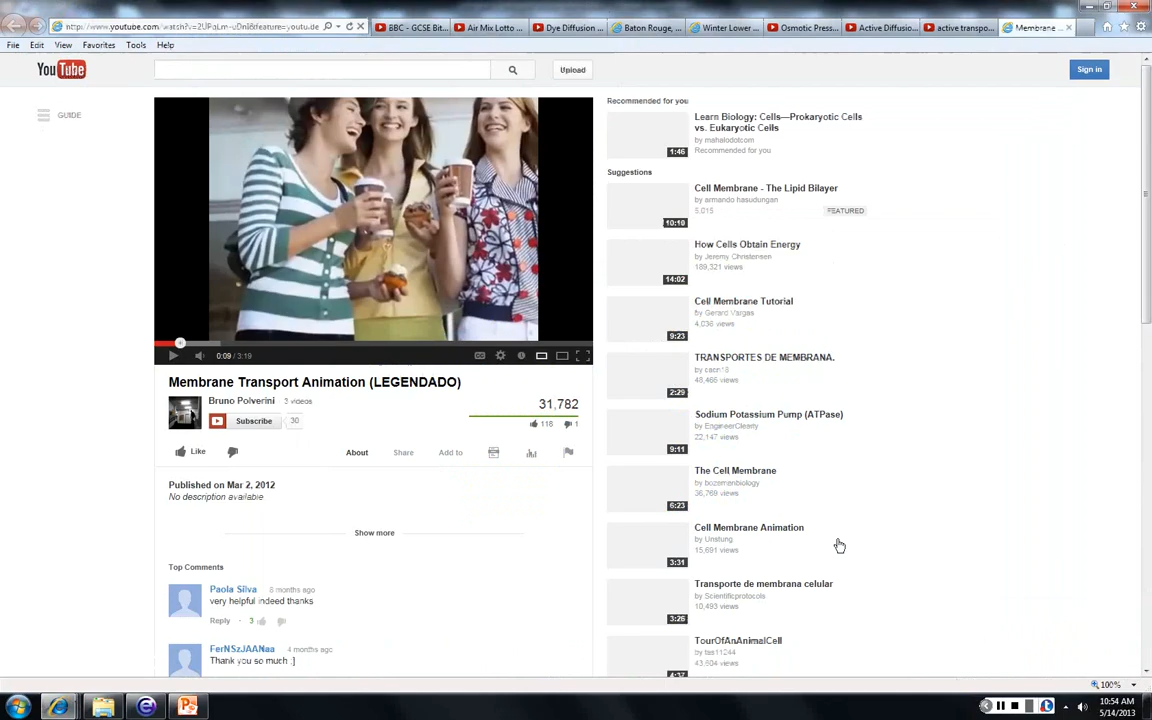 BBC - GCSE Bit...
Air Mix Lotto ...
Dye Diffusion ...
Baton Rouge, ...
Winter Lower ...
Osmotic Press...
Active Diffusio...
active transpo...
Membrane ...
File Edit View Favorites Tools Help
YouTube
Upload
Sign in
GUIDE
Recommended for you
Learn Biology: Cells—Prokaryotic Cells
vs. Eukaryotic Cells
by mahalodotcom
1:46
Recommended for you
Suggestions
Cell Membrane - The Lipid Bilayer
by armando hasudungan
5,015
FEATURED
10:19
How Cells Obtain Energy
by Jeremy Christensen
189,321 views
14:02
Cell Membrane Tutorial
by Gerard Vargas
4,036 views
9:23
TRANSPORTES DE MEMBRANA.
48,466 views
2:29
Sodium Potassium Pump (ATPase)
by EngineerClearly
22,147 views
9:11
The Cell Membrane
by bozemanbiology
36,769 views
6:23
Cell Membrane Animation
by Unstung
15,691 views
3:31
Transporte de membrana celular
by Scientificprotocols
10,493 views
3:26
TourOfAnAnimalCell
by tas11244
43,604 views
4:37
0:09 / 3:19
Membrane Transport Animation (LEGENDADO)
Bruno Polverini 3 videos
Subscribe 30
31,782
116 1
Like
About Share Add to
Published on Mar 2, 2012
No description available.
Show more
Top Comments
Paola Silva 8 months ago
very helpful indeed thanks
Reply · 3
FerNSzJAANaa 4 months ago
Thank you so much ;]
100%
10:54 AM
5/14/2013